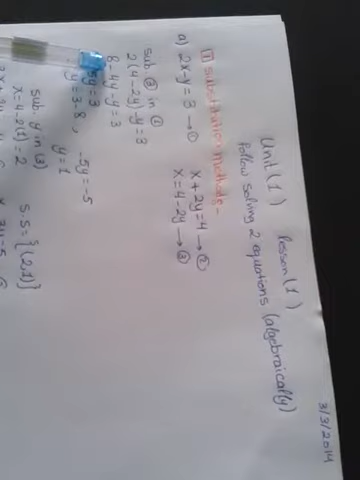 3/3/2014
Unit(1) Lesson(1)
follow solving 2 equations (algebraically)
1 Substitution methods-
a) 2x-y=3 → ①
x+2y=4 → ②
x=4-2y → ③
Sub. ③ in ①
2(4-2y)-y=3
8-4y-y=3
-5y=3
y=3-8, -5y=-5
y=1
Sub. y in (3)
x=4-2(1)=2
S.S={(2,1)}